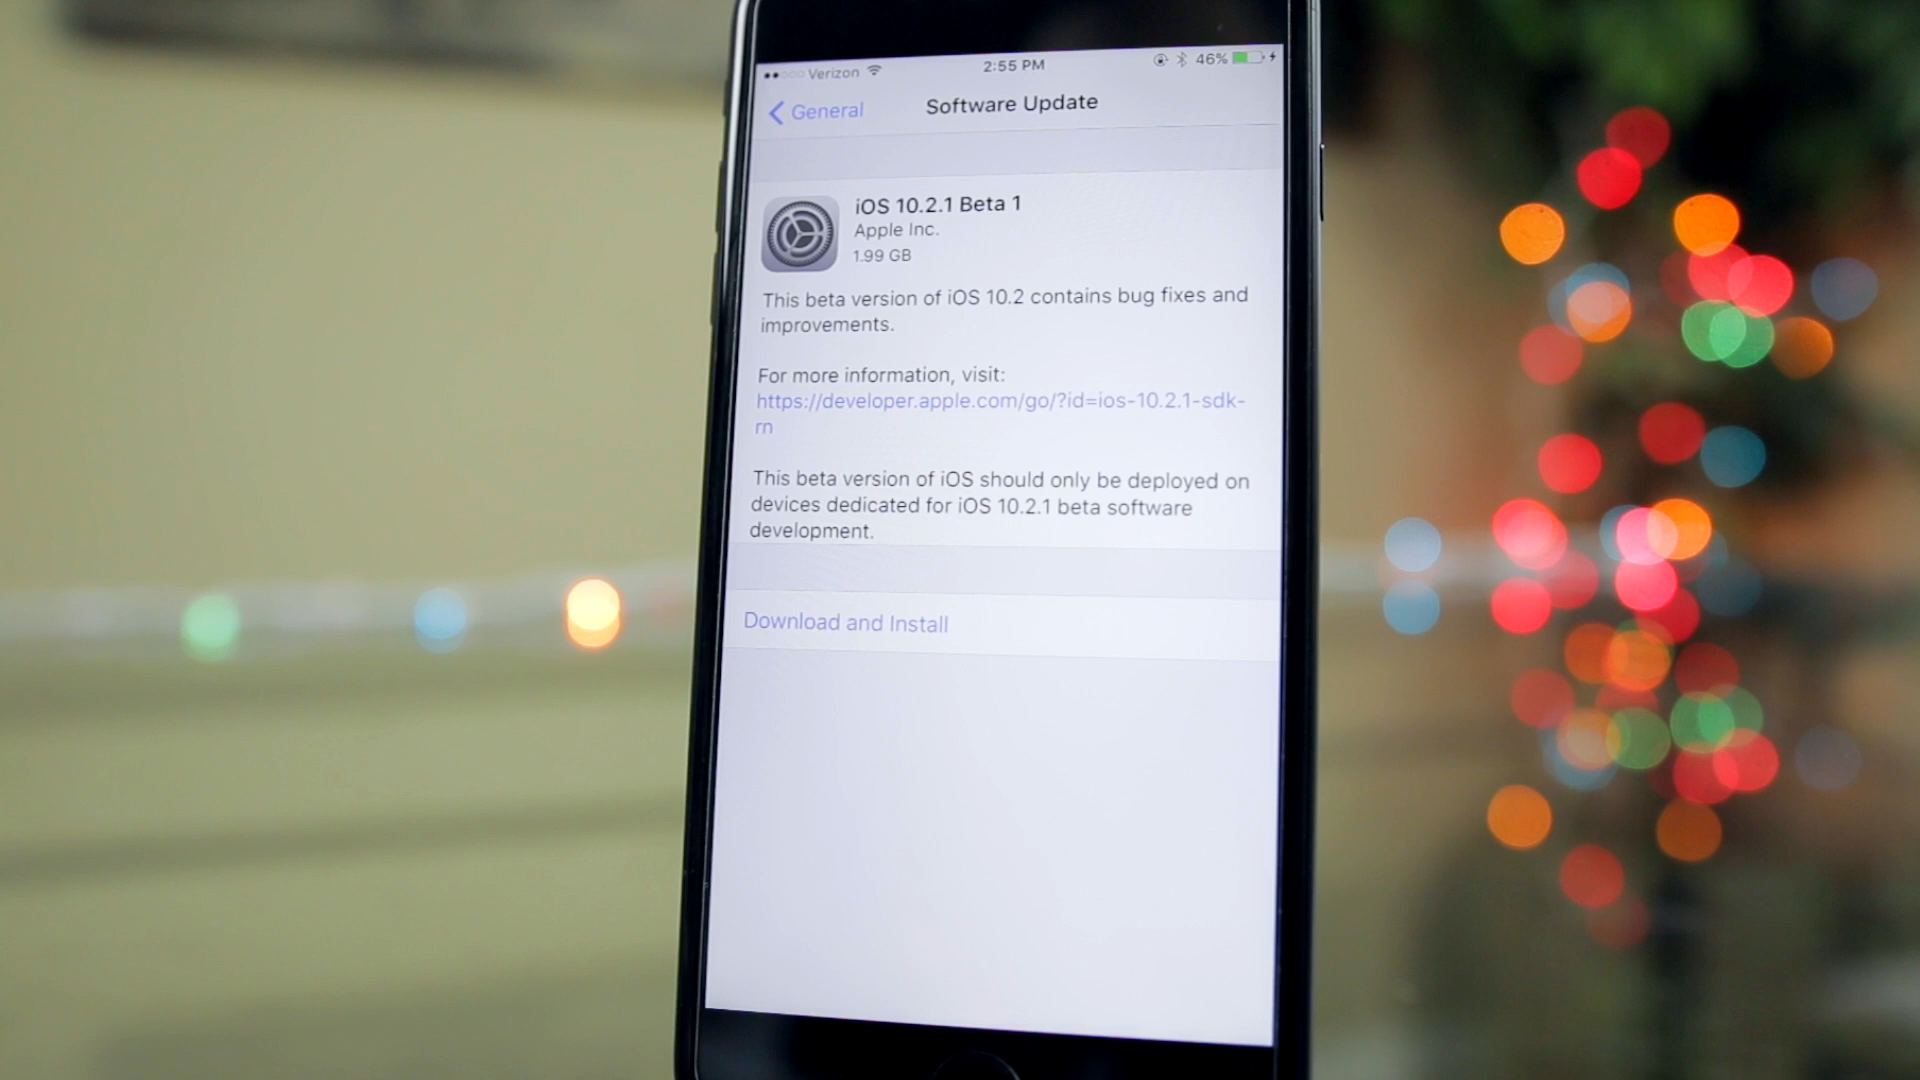 Verizon 2:55 PM 46%
General Software Update
iOS 10.2.1 Beta 1
Apple Inc.
1.99 GB
This beta version of iOS 10.2 contains bug fixes and
improvements.
For more information, visit:
https://developer.apple.com/go/?id=ios-10.2.1-sdk-
rn
This beta version of iOS should only be deployed on
devices dedicated for iOS 10.2.1 beta software
development.
Download and Install